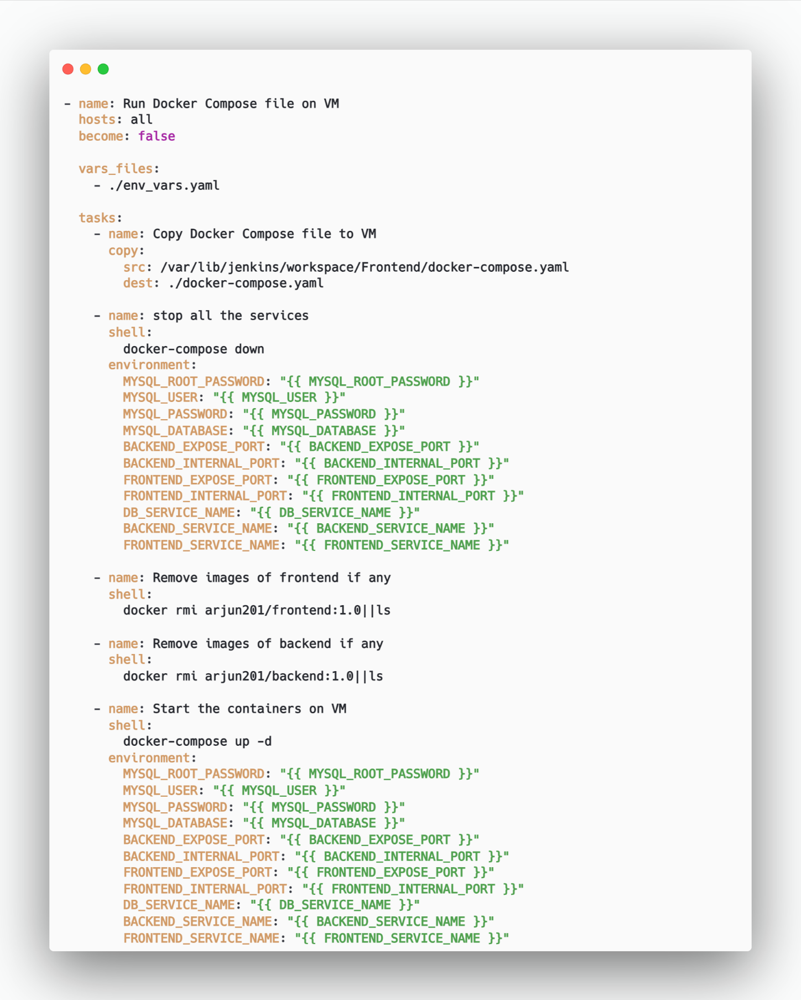 - name: Run Docker Compose file on VM
  hosts: all
  become: false

  vars_files:
    - ./env_vars.yaml

  tasks:
    - name: Copy Docker Compose file to VM
      copy:
        src: /var/lib/jenkins/workspace/Frontend/docker-compose.yaml
        dest: ./docker-compose.yaml

    - name: stop all the services
      shell:
        docker-compose down
      environment:
        MYSQL_ROOT_PASSWORD: "{{ MYSQL_ROOT_PASSWORD }}"
        MYSQL_USER: "{{ MYSQL_USER }}"
        MYSQL_PASSWORD: "{{ MYSQL_PASSWORD }}"
        MYSQL_DATABASE: "{{ MYSQL_DATABASE }}"
        BACKEND_EXPOSE_PORT: "{{ BACKEND_EXPOSE_PORT }}"
        BACKEND_INTERNAL_PORT: "{{ BACKEND_INTERNAL_PORT }}"
        FRONTEND_EXPOSE_PORT: "{{ FRONTEND_EXPOSE_PORT }}"
        FRONTEND_INTERNAL_PORT: "{{ FRONTEND_INTERNAL_PORT }}"
        DB_SERVICE_NAME: "{{ DB_SERVICE_NAME }}"
        BACKEND_SERVICE_NAME: "{{ BACKEND_SERVICE_NAME }}"
        FRONTEND_SERVICE_NAME: "{{ FRONTEND_SERVICE_NAME }}"

    - name: Remove images of frontend if any
      shell:
        docker rmi arjun201/frontend:1.0||ls

    - name: Remove images of backend if any
      shell:
        docker rmi arjun201/backend:1.0||ls

    - name: Start the containers on VM
      shell:
        docker-compose up -d
      environment:
        MYSQL_ROOT_PASSWORD: "{{ MYSQL_ROOT_PASSWORD }}"
        MYSQL_USER: "{{ MYSQL_USER }}"
        MYSQL_PASSWORD: "{{ MYSQL_PASSWORD }}"
        MYSQL_DATABASE: "{{ MYSQL_DATABASE }}"
        BACKEND_EXPOSE_PORT: "{{ BACKEND_EXPOSE_PORT }}"
        BACKEND_INTERNAL_PORT: "{{ BACKEND_INTERNAL_PORT }}"
        FRONTEND_EXPOSE_PORT: "{{ FRONTEND_EXPOSE_PORT }}"
        FRONTEND_INTERNAL_PORT: "{{ FRONTEND_INTERNAL_PORT }}"
        DB_SERVICE_NAME: "{{ DB_SERVICE_NAME }}"
        BACKEND_SERVICE_NAME: "{{ BACKEND_SERVICE_NAME }}"
        FRONTEND_SERVICE_NAME: "{{ FRONTEND_SERVICE_NAME }}"